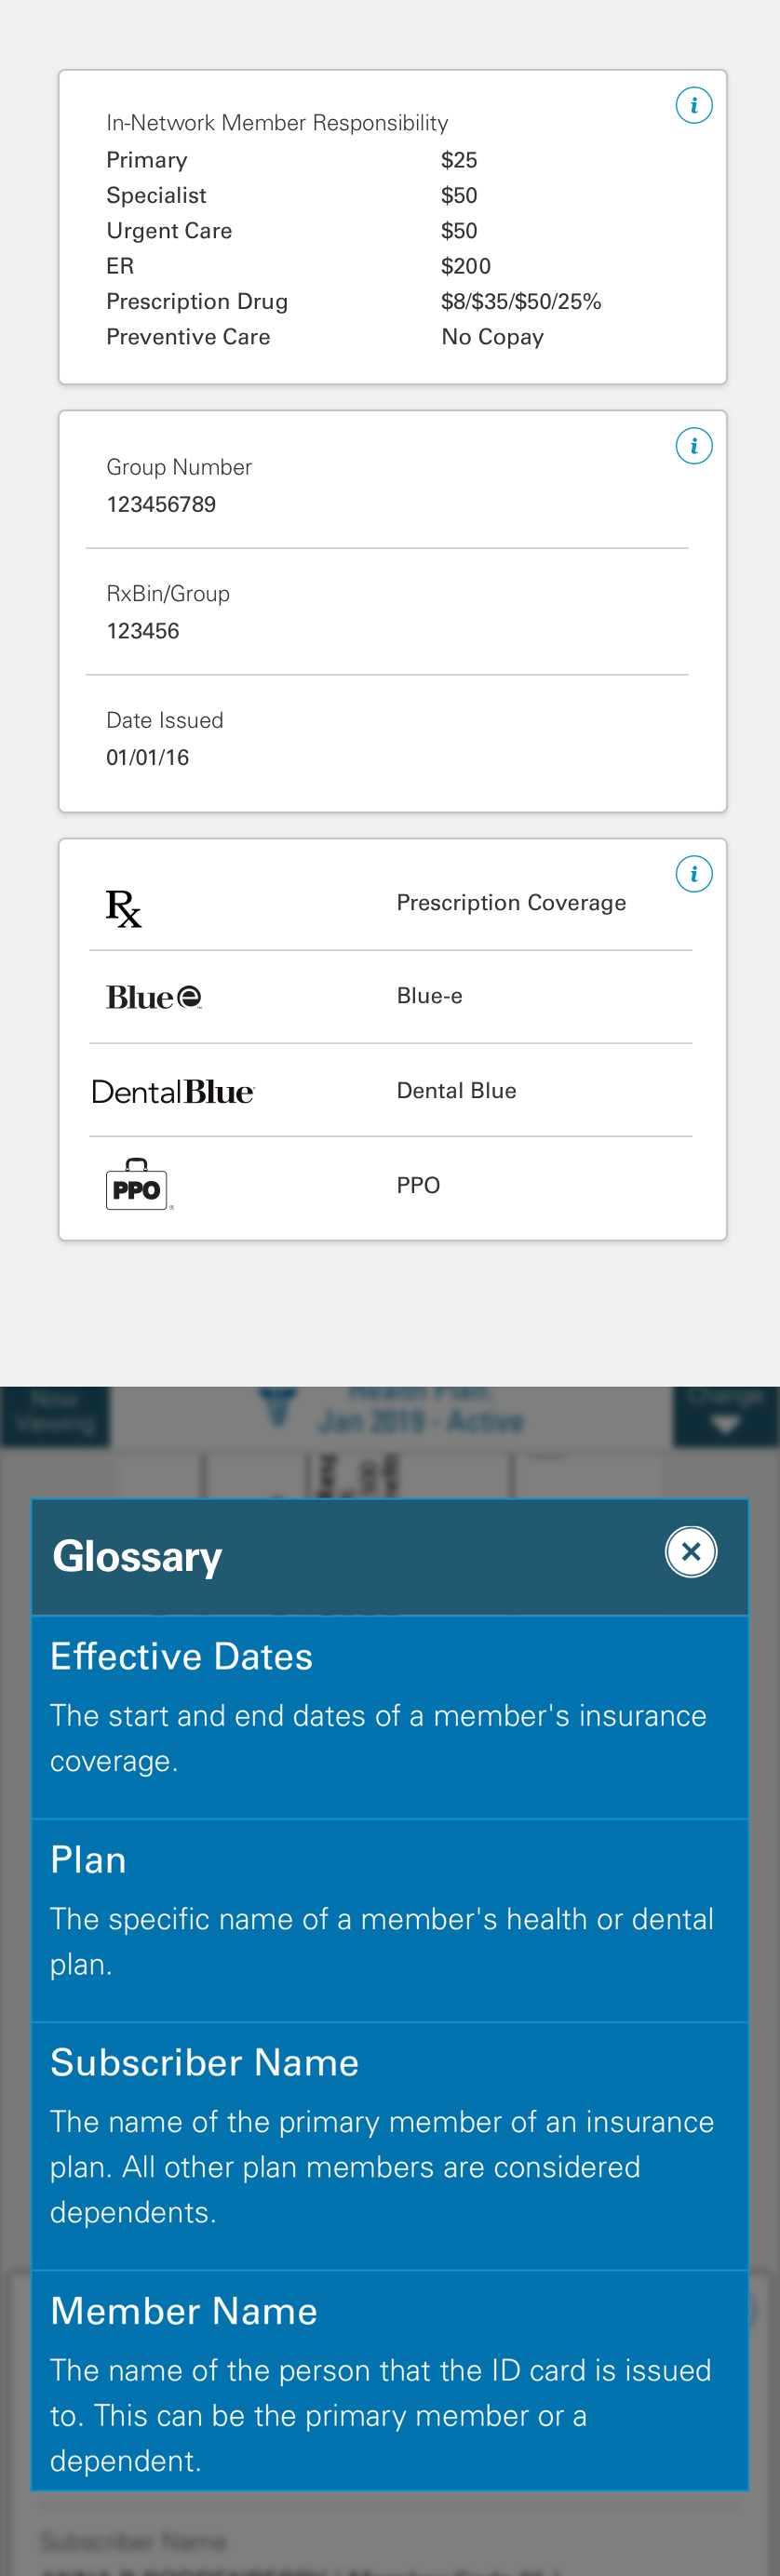 In-Network Member Responsibility
Primary $25
Specialist $50
Urgent Care $50
ER $200
Prescription Drug $8/$35/$50/25%
Preventive Care No Copay
Group Number
123456789
RxBin/Group
123456
Date Issued
01/01/16
Rx Prescription Coverage
Blue e Blue-e
DentalBlue Dental Blue
PPO PPO
Now Health Plan: Change
Viewing Jan 2019 - Active
Glossary
Effective Dates
The start and end dates of a member's insurance
coverage.
Plan
The specific name of a member's health or dental
plan.
Subscriber Name
The name of the primary member of an insurance
plan. All other plan members are considered
dependents.
Member Name
The name of the person that the ID card is issued
to. This can be the primary member or a
dependent.
Subscriber Name